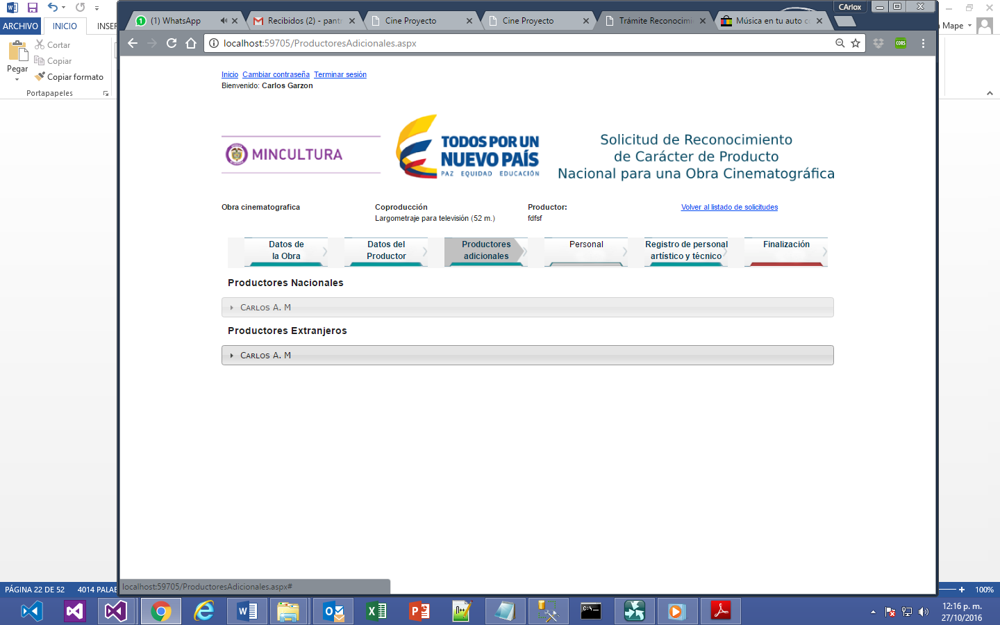 CArlox
(1) WhatsApp
Recibidos (2) - pant
Cine Proyecto
Cine Proyecto
Trámite Reconocimi
Música en tu auto c
ARCHIVO
INICIO
INSER
Mape
localhost:59705/ProductoresAdicionales.aspx
CORS
Pegar
Cortar
Copiar
Copiar formato
Portapapeles
Inicio Cambiar contraseña Terminar sesión
Bienvenido: Carlos Garzon
MINCULTURA
TODOS POR UN
NUEVO PAÍS
PAZ EQUIDAD EDUCACIÓN
Solicitud de Reconocimiento
de Carácter de Producto
Nacional para una Obra Cinematográfica
Obra cinematografica
Coproducción
Largometraje para televisión (52 m.)
Productor:
fdfsf
Volver al listado de solicitudes
Datos de
la Obra
Datos del
Productor
Productores
adicionales
Personal
Registro de personal
artístico y técnico
Finalización
Productores Nacionales
Carlos A. M
Productores Extranjeros
Carlos A. M
localhost:59705/ProductoresAdicionales.aspx#
PÁGINA 22 DE 52
4014 PALAB
100%
12:16 p. m.
27/10/2016